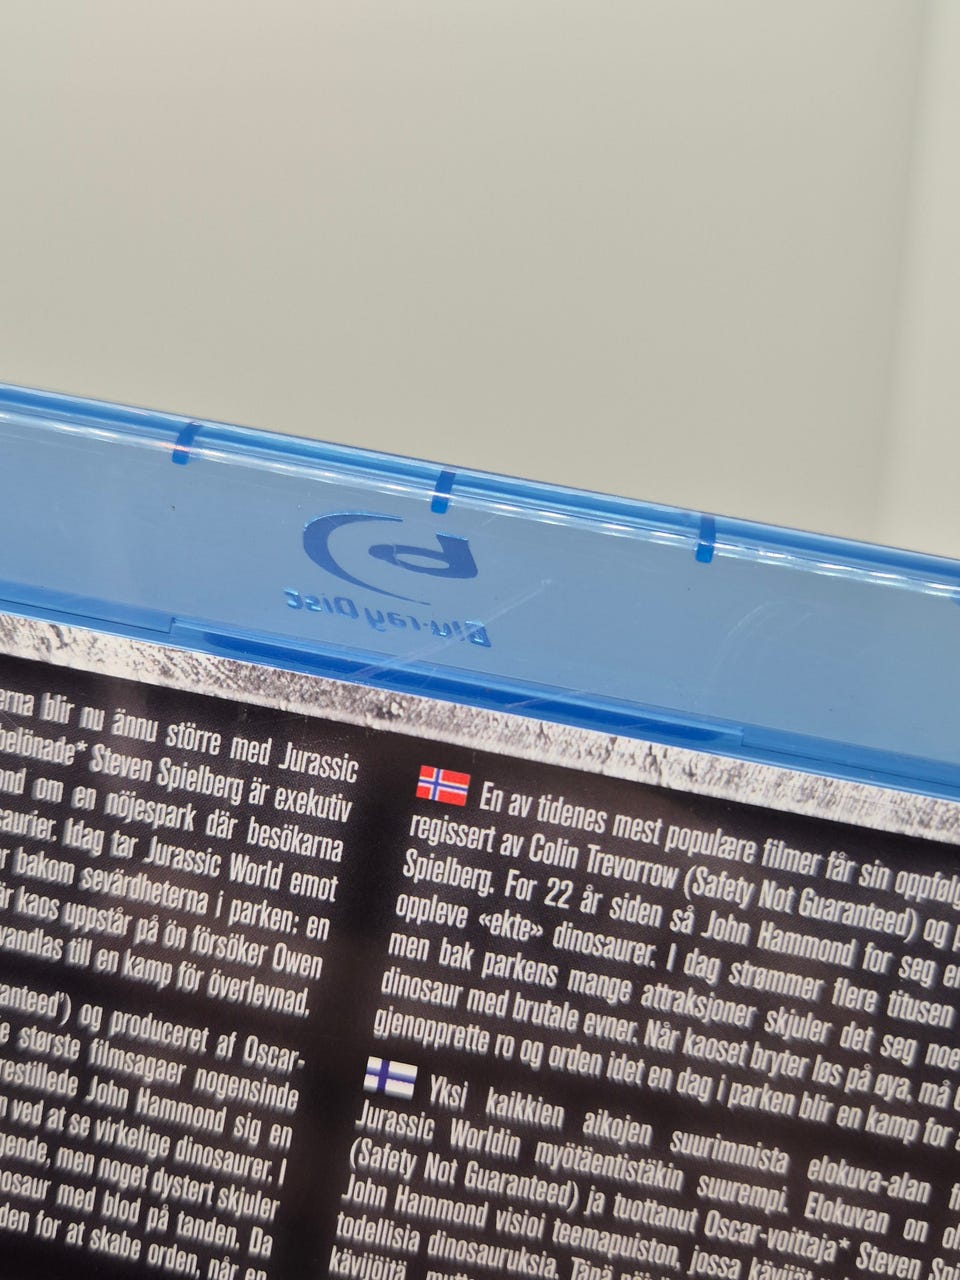 Blu-ray Disc
erna blir nu ännu större med Jurassic
belönade* Steven Spielberg är exekutiv
ond om en nöjespark där besökarna
saurier. Idag tar Jurassic World emot
r bakom sevärdheterna i parken: en
är kaos uppstår på ön försöker Owen
vandlas till en kamp för överlevnad.
ranteed') og produceret af Oscar-
e største filmsagaer nogensinde
restillede John Hammond sig en
n ved at se virkelige dinosaurer. I
gende, men noget dystert skjuler
nosaur med blod på tanden. Da
den for at skabe orden, når en
En av tidenes mest populære filmer får sin oppføl
regissert av Colin Trevorrow (Safety Not Guaranteed) og p
Spielberg. For 22 år siden så John Hammond for seg e
oppleve «ekte» dinosaurer. I dag strømmer flere titusen
men bak parkens mange attraksjoner skjuler det seg noe
dinosaur med brutale evner. Når kaoset bryter løs på øya, må
gjenopprette ro og orden idet en dag i parken blir en kamp for
Yksi kaikkien aikojen suurimmista elokuva-alan
Jurassic Worldin myötäentistäkin suurempi. Elokuvan on
(Safety Not Guaranteed) ja tuottanut Oscar-voittaja* Steven Spi
John Hammond visioi teemapuiston, jossa
todellisia dinosauruksia. Tänä
kävijöitä